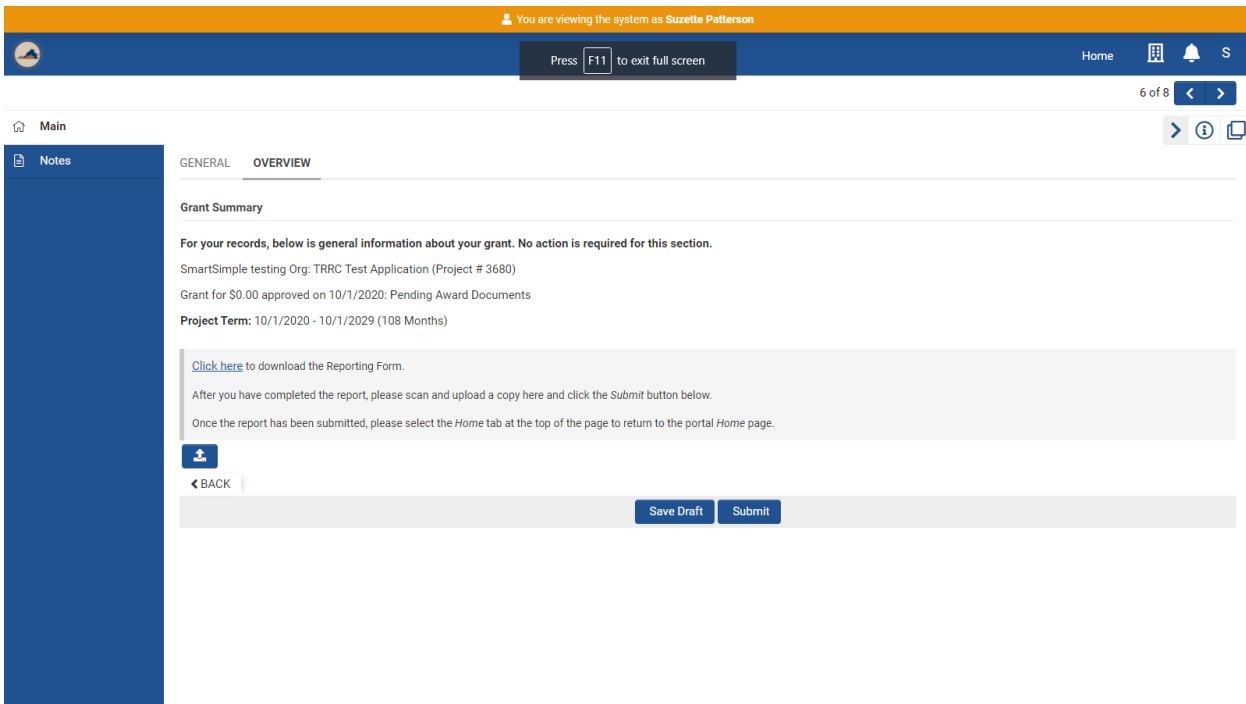 You are viewing the system as Suzette Patterson
Press F11 to exit full screen
Home
S
6 of 8
Main
Notes
GENERAL OVERVIEW
Grant Summary
For your records, below is general information about your grant. No action is required for this section.
SmartSimple testing Org: TRRC Test Application (Project # 3680)
Grant for $0.00 approved on 10/1/2020: Pending Award Documents
Project Term: 10/1/2020 - 10/1/2029 (108 Months)
Click here to download the Reporting Form.
After you have completed the report, please scan and upload a copy here and click the Submit button below.
Once the report has been submitted, please select the Home tab at the top of the page to return to the portal Home page.
BACK
Save Draft Submit